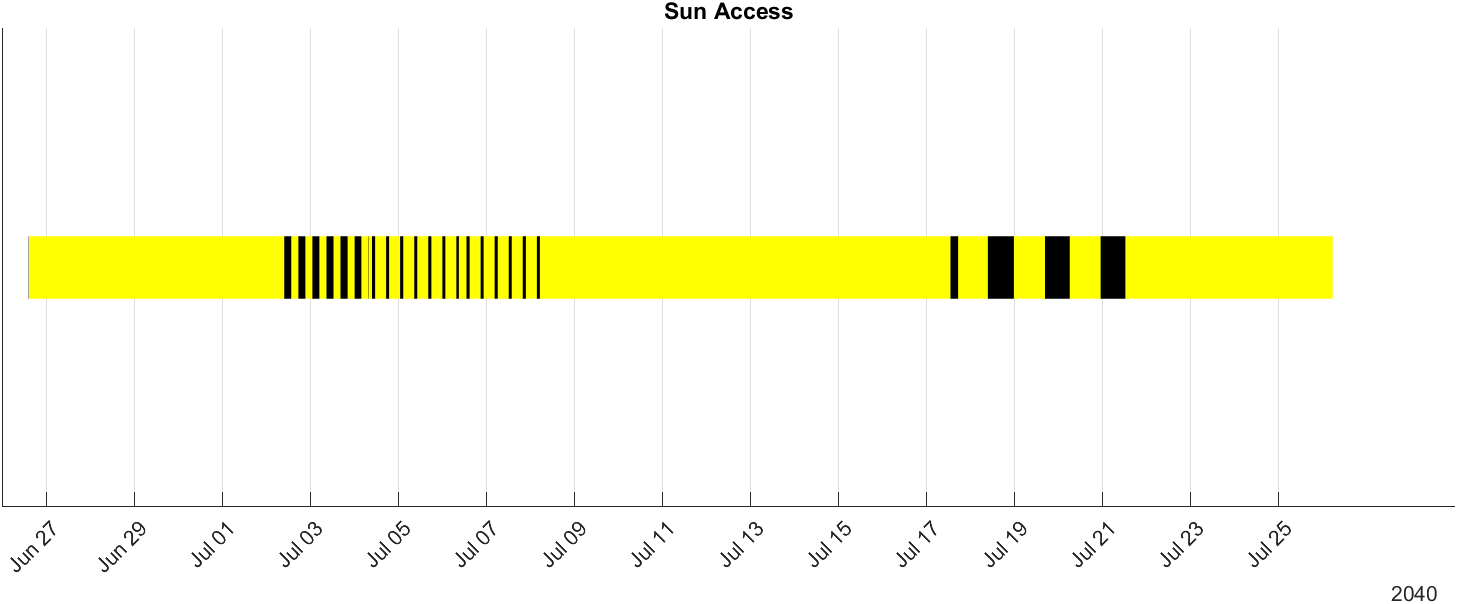 Sun Access
Jun 27
Jun 29
Jul 01
Jul 03
Jul 05
Jul 07
Jul 09
Jul 11
Jul 13
Jul 15
Jul 17
Jul 19
Jul 21
Jul 23
Jul 25
2040